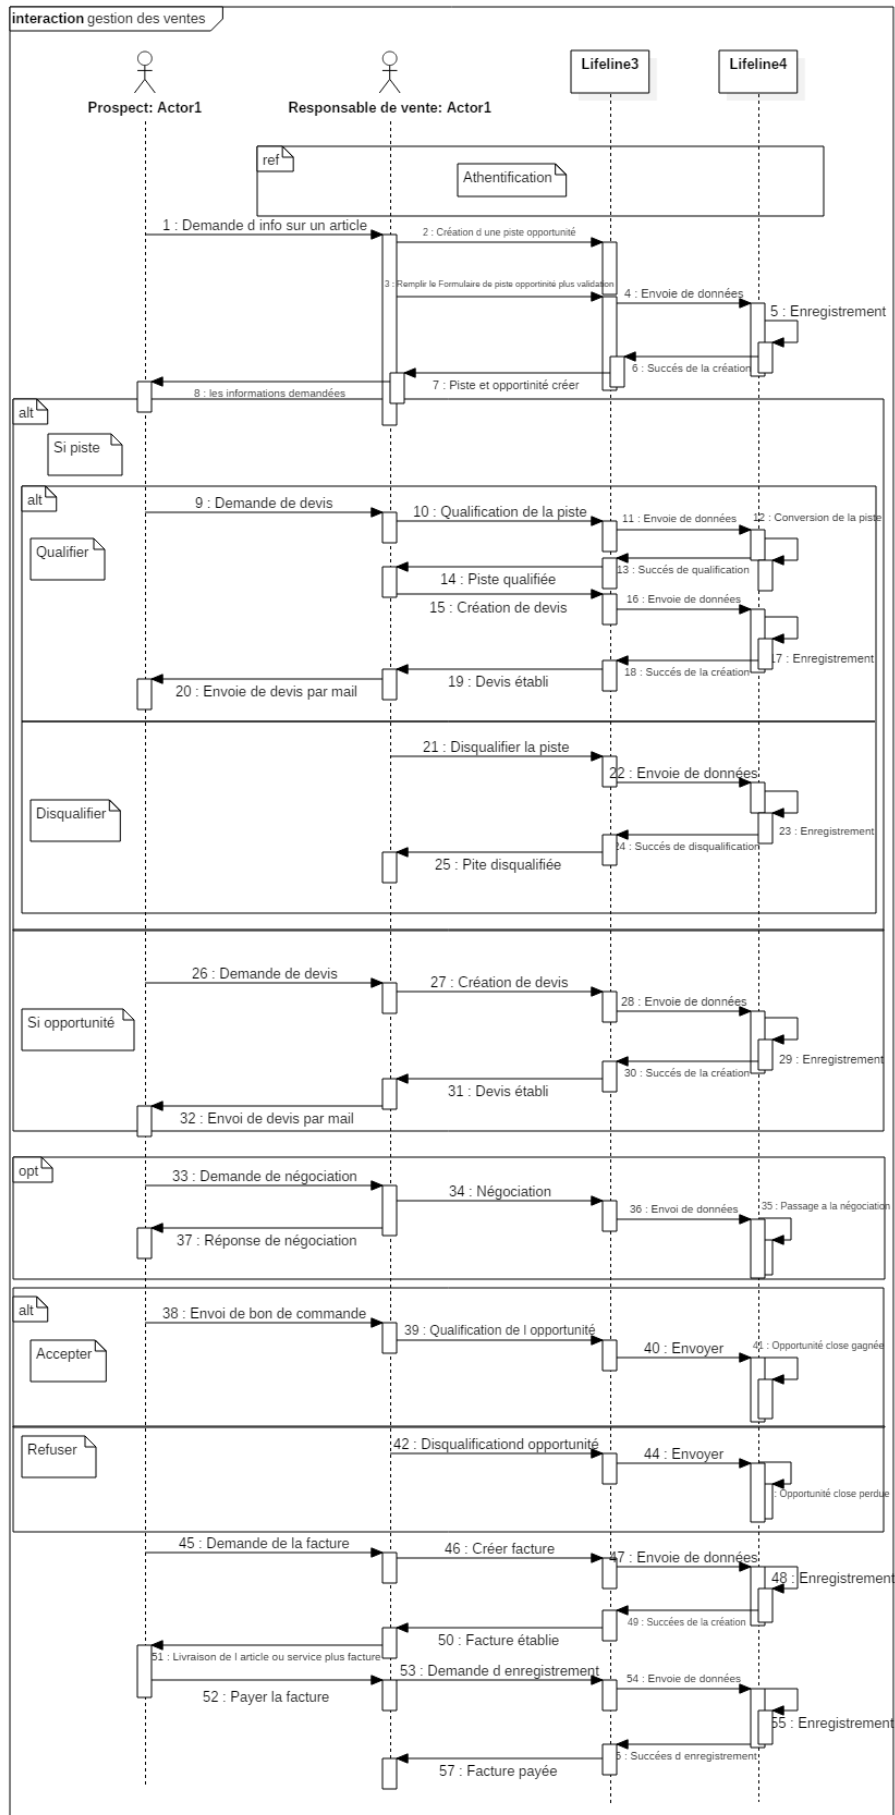 interaction gestion des ventes
Prospect: Actor1
Responsable de vente: Actor1
Lifeline3
Lifeline4
ref
Athentification
1 : Demande d info sur un article
2 : Création d une piste opportunité
3 : Remplir le Formulaire de piste opportinité plus validation
4 : Envoie de données
5 : Enregistrement
6 : Succés de la création
7 : Piste et opportinité créer
8 : les informations demandées
alt
Si piste
alt
Qualifier
9 : Demande de devis
10 : Qualification de la piste
11 : Envoie de données
12 : Conversion de la piste
13 : Succés de qualification
14 : Piste qualifiée
15 : Création de devis
16 : Envoie de données
17 : Enregistrement
18 : Succés de la création
19 : Devis établi
20 : Envoie de devis par mail
21 : Disqualifier la piste
22 : Envoie de données
Disqualifier
23 : Enregistrement
24 : Succés de disqualification
25 : Pite disqualifiée
26 : Demande de devis
27 : Création de devis
28 : Envoie de données
Si opportunité
29 : Enregistrement
30 : Succés de la création
31 : Devis établi
32 : Envoi de devis par mail
opt
33 : Demande de négociation
34 : Négociation
35 : Passage a la négociation
36 : Envoi de données
37 : Réponse de négociation
alt
38 : Envoi de bon de commande
39 : Qualification de l opportunité
Accepter
40 : Envoyer
41 : Opportunité close gagnée
Refuser
42 : Disqualificationd opportunité
44 : Envoyer
: Opportunité close perdue
45 : Demande de la facture
46 : Créer facture
47 : Envoie de données
48 : Enregistrement
49 : Succées de la création
50 : Facture établie
51 : Livraison de l article ou service plus facture
52 : Payer la facture
53 : Demande d enregistrement
54 : Envoie de données
55 : Enregistrement
: Succées d enregistrement
57 : Facture payée